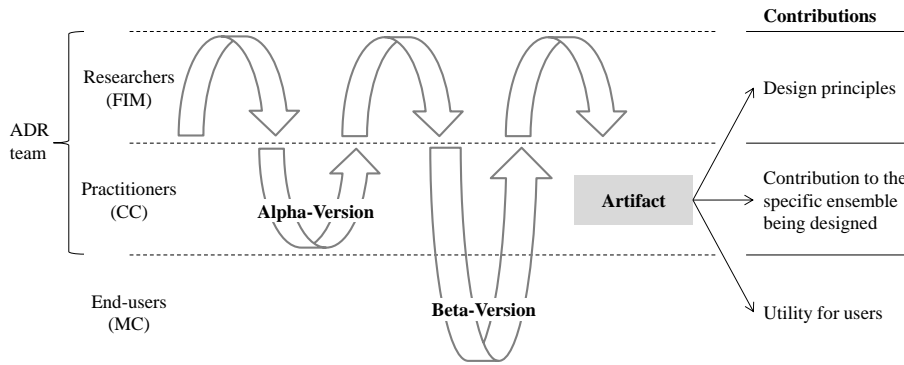 Contributions
Researchers
(FIM)
Design principles
ADR
team
Practitioners
(CC)
Alpha-Version
Artifact
Contribution to the
specific ensemble
being designed
End-users
(MC)
Beta-Version
Utility for users